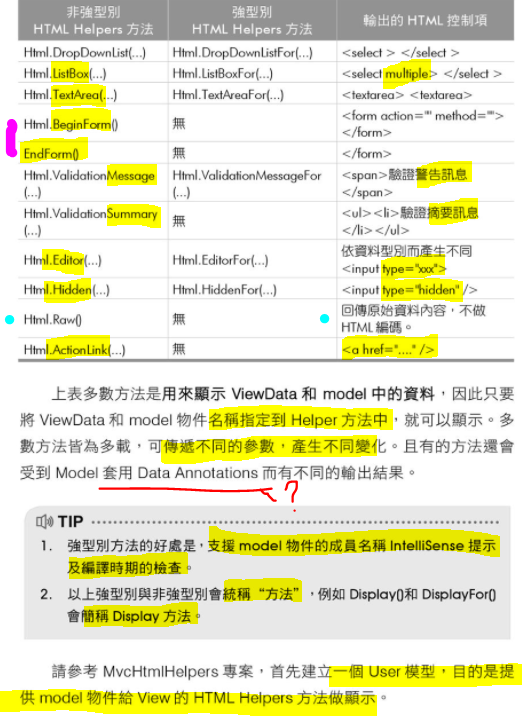 非強型別 強型別 輸出的 HTML 控制項
HTML Helpers 方法 HTML Helpers 方法
Html.DropDownList(...) Html.DropDownListFor(...) <select > </select >
Html.ListBox(...) Html.ListBoxFor(...) <select multiple> </select >
Html.TextArea(...) Html.TextAreaFor(...) <textarea> <textarea>
Html.BeginForm() 無 <form action="" method="">
</form>
EndForm() 無 </form>
Html.ValidationMessage Html.ValidationMessageFor <span>驗證警告訊息
(...) (...) </span>
Html.ValidationSummary 無 <ul><li>驗證摘要訊息
(...) </li></ul>
Html.Editor(...) Html.EditorFor(...) 依資料型別而產生不同
<input type="xxx">
Html.Hidden(...) Html.HiddenFor(...) <input type="hidden" />
Html.Raw() 無 回傳原始資料內容，不做
HTML 編碼。
Html.ActionLink(...) 無 <a href="...." />
上表多數方法是用來顯示 ViewData 和 model 中的資料，因此只要
將 ViewData 和 model 物件名稱指定到 Helper 方法中，就可以顯示。多
數方法皆為多載，可傳遞不同的參數，產生不同變化。且有的方法還會
受到 Model 套用 Data Annotations 而有不同的輸出結果。
?
TIP
1. 強型別方法的好處是，支援 model 物件的成員名稱 IntelliSense 提示
及編譯時期的檢查。
2. 以上強型別與非強型別會統稱“方法”，例如 Display()和 DisplayFor()
會簡稱 Display 方法。
請參考 MvcHtmlHelpers 專案，首先建立一個 User 模型，目的是提
供 model 物件給 View 的 HTML Helpers 方法做顯示。